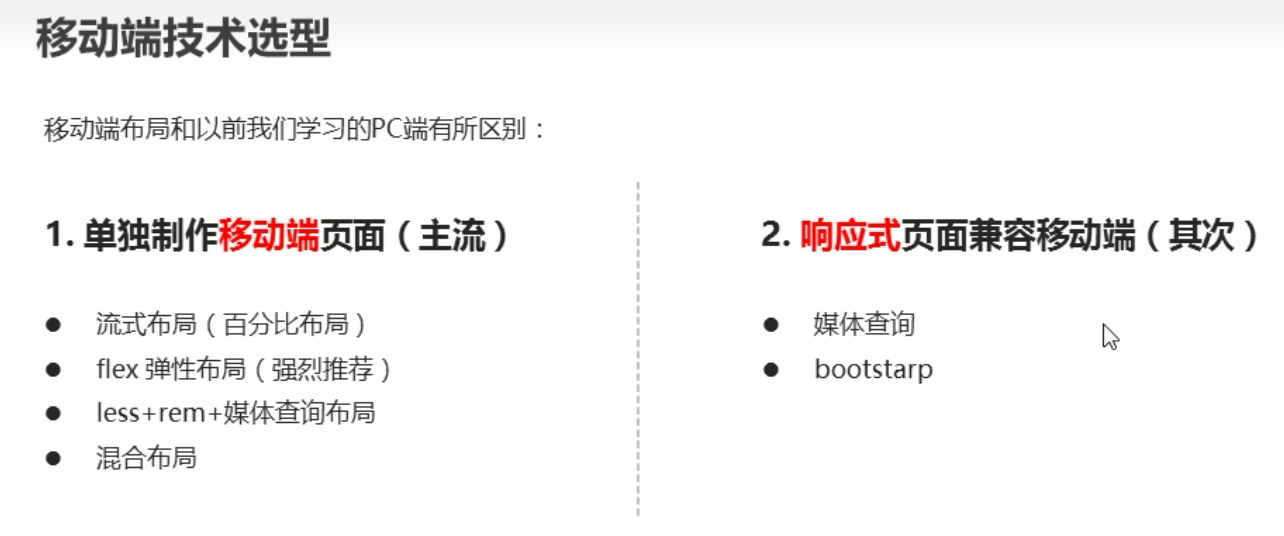 移动端技术选型
移动端布局和以前我们学习的PC端有所区别：
1. 单独制作移动端页面（主流）
● 流式布局（百分比布局）
● flex 弹性布局（强烈推荐）
● less+rem+媒体查询布局
● 混合布局
2. 响应式页面兼容移动端（其次）
● 媒体查询
● bootstarp